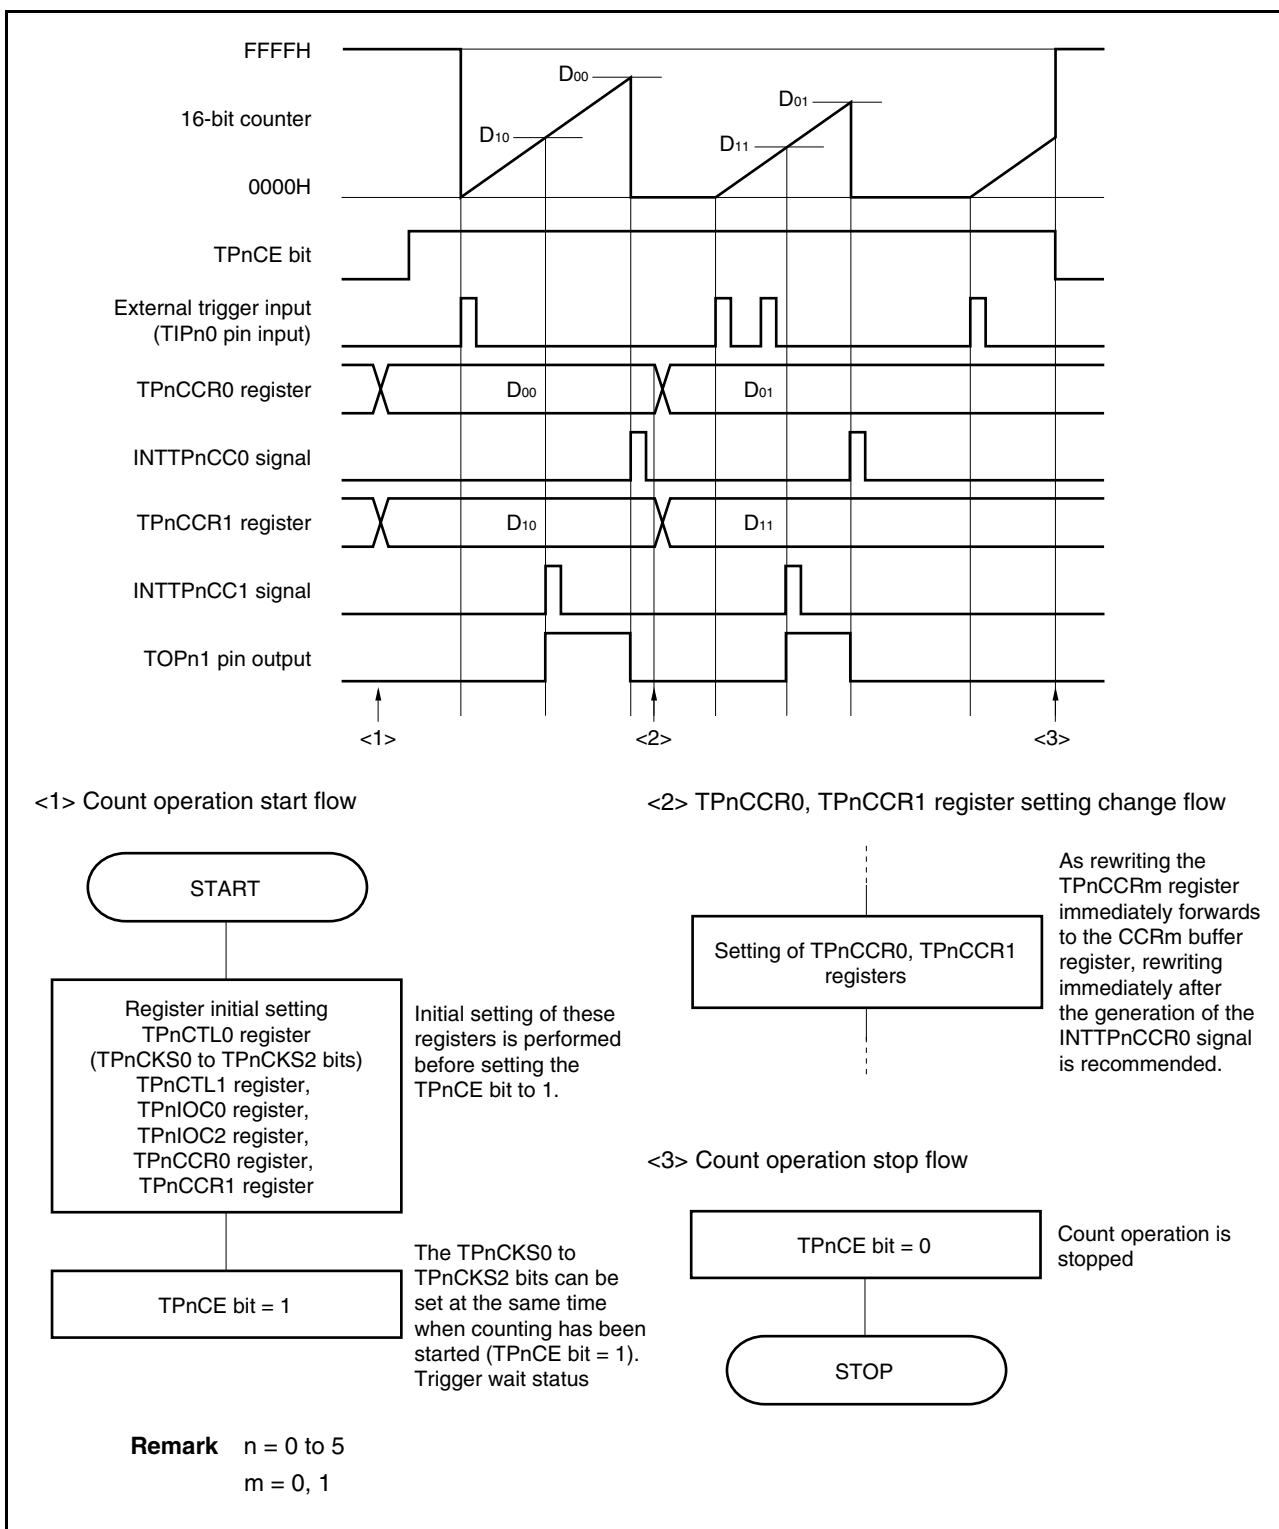 FFFFH
D00
D01
16-bit counter
D10
D11
0000H
TPnCE bit
External trigger input
(TIPn0 pin input)
TPnCCR0 register
D00
D01
INTTPnCC0 signal
TPnCCR1 register
D10
D11
INTTPnCC1 signal
TOPn1 pin output
<1>
<2>
<3>
<1> Count operation start flow
START
Register initial setting
TPnCTL0 register
(TPnCKS0 to TPnCKS2 bits)
TPnCTL1 register,
TPnIOC0 register,
TPnIOC2 register,
TPnCCR0 register,
TPnCCR1 register
Initial setting of these
registers is performed
before setting the
TPnCE bit to 1.
TPnCE bit = 1
The TPnCKS0 to
TPnCKS2 bits can be
set at the same time
when counting has been
started (TPnCE bit = 1).
Trigger wait status
<2> TPnCCR0, TPnCCR1 register setting change flow
Setting of TPnCCR0, TPnCCR1
registers
As rewriting the
TPnCCRm register
immediately forwards
to the CCRm buffer
register, rewriting
immediately after
the generation of the
INTTPnCCR0 signal
is recommended.
<3> Count operation stop flow
TPnCE bit = 0
Count operation is
stopped
STOP
Remark n = 0 to 5
m = 0, 1